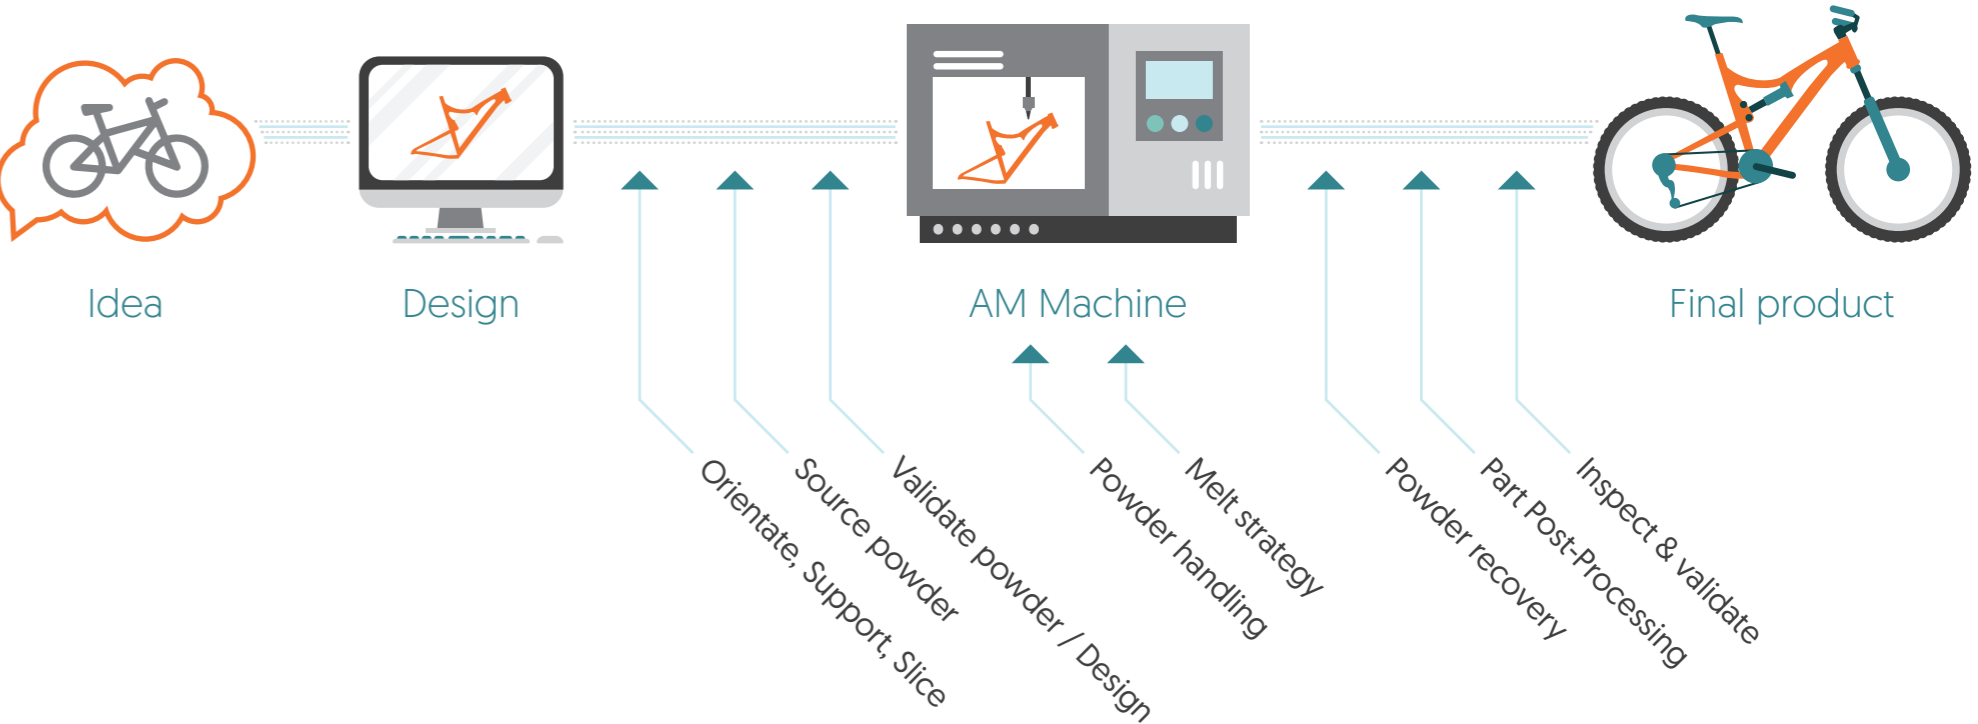 Idea
Design
AM Machine
Final product
Orientate, Support, Slice
Source powder
Validate powder / Design
Powder handling
Melt strategy
Powder recovery
Part Post-Processing
Inspect & validate